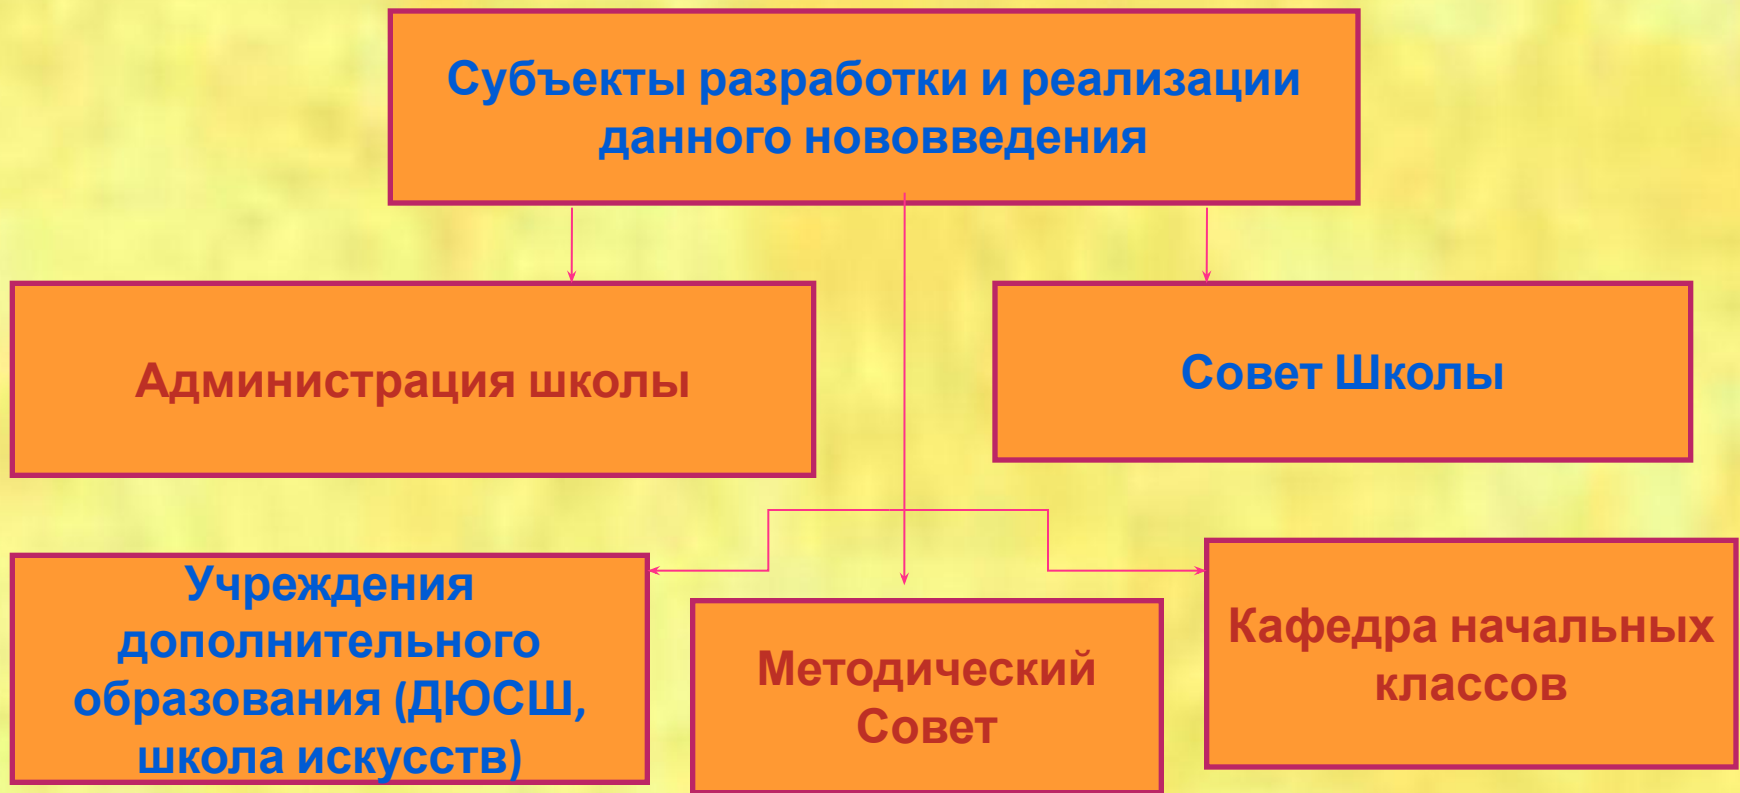 Субъекты разработки и реализации
данного нововведения
Администрация школы
Совет Школы
Учреждения
дополнительного
образования (ДЮСШ,
школа искусств)
Методический
Совет
Кафедра начальных
классов